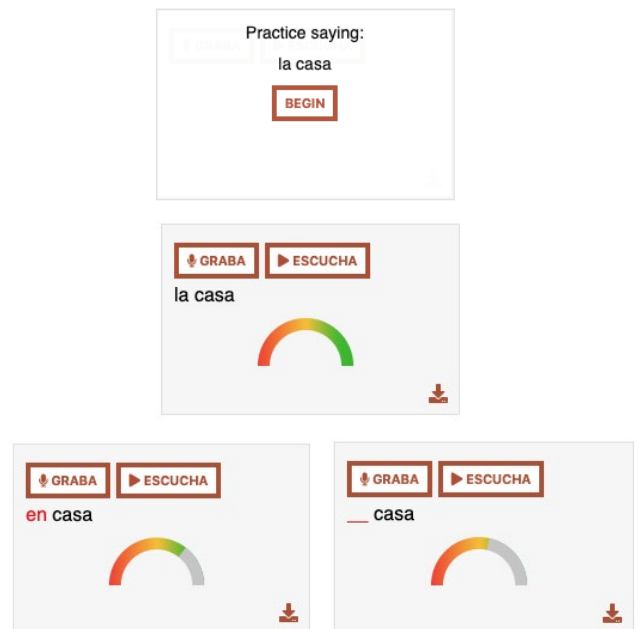 Practice saying:
la casa
BEGIN
GRABA ESCUCHA
la casa
GRABA ESCUCHA
en casa
GRABA ESCUCHA
__ casa